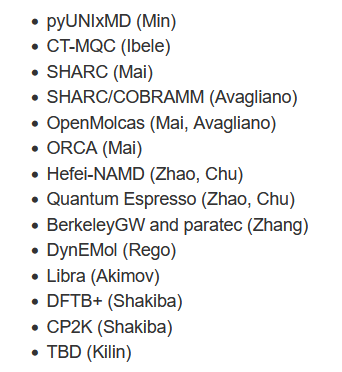 pyUNIxMD (Min)
CT-MQC (Ibele)
SHARC (Mai)
SHARC/COBRAMM (Avagliano)
OpenMolcas (Mai, Avagliano)
ORCA (Mai)
Hefei-NAMD (Zhao, Chu)
Quantum Espresso (Zhao, Chu)
BerkeleyGW and paratec (Zhang)
DynEMol (Rego)
Libra (Akimov)
DFTB+ (Shakiba)
CP2K (Shakiba)
TBD (Kilin)